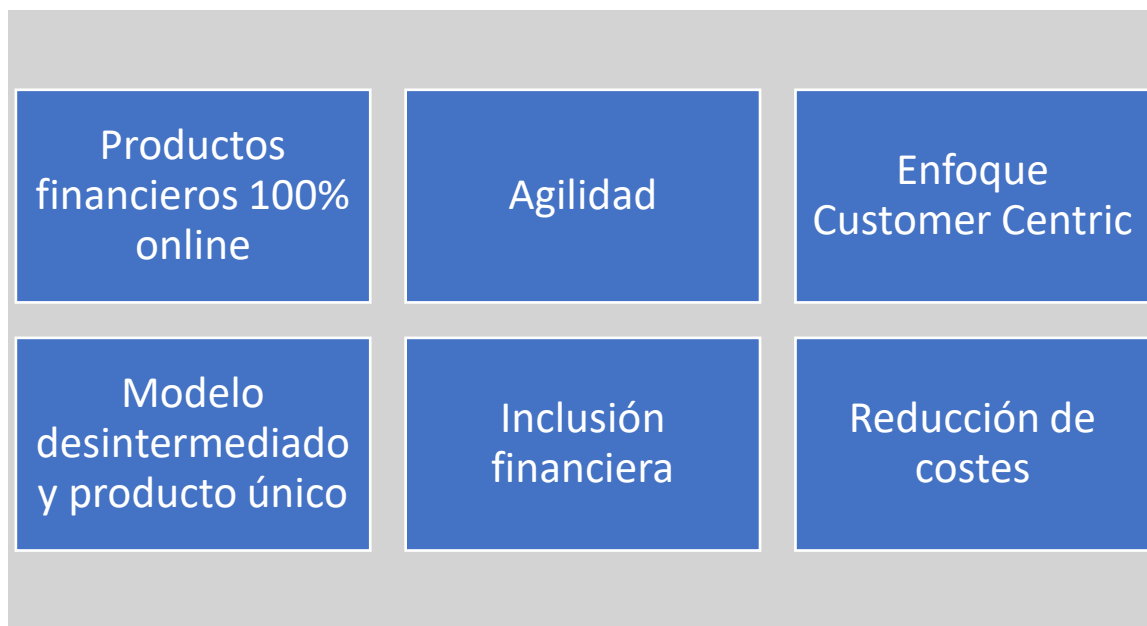 Productos
financieros 100%
online
Agilidad
Enfoque
Customer Centric
Modelo
desintermediado
y producto único
Inclusión
financiera
Reducción de
costes